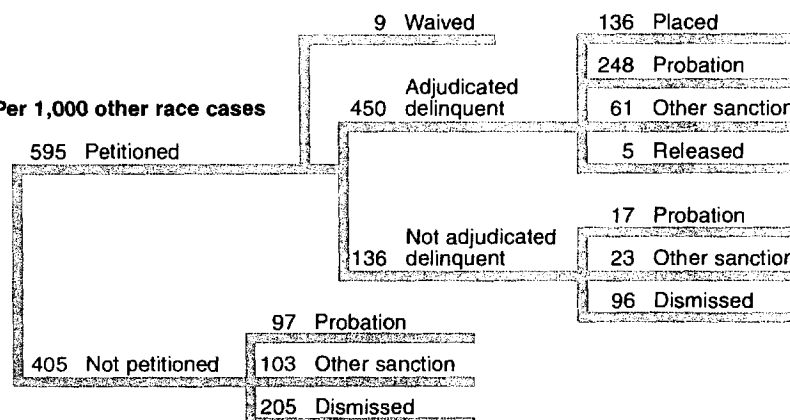 9 Waived
136 Placed
248 Probation
Per 1,000 other race cases
450 Adjudicated
delinquent
61 Other sanction
595 Petitioned
5 Released
17 Probation
136 Not adjudicated
delinquent
23 Other sanction
96 Dismissed
97 Probation
405 Not petitioned
103 Other sanction
205 Dismissed